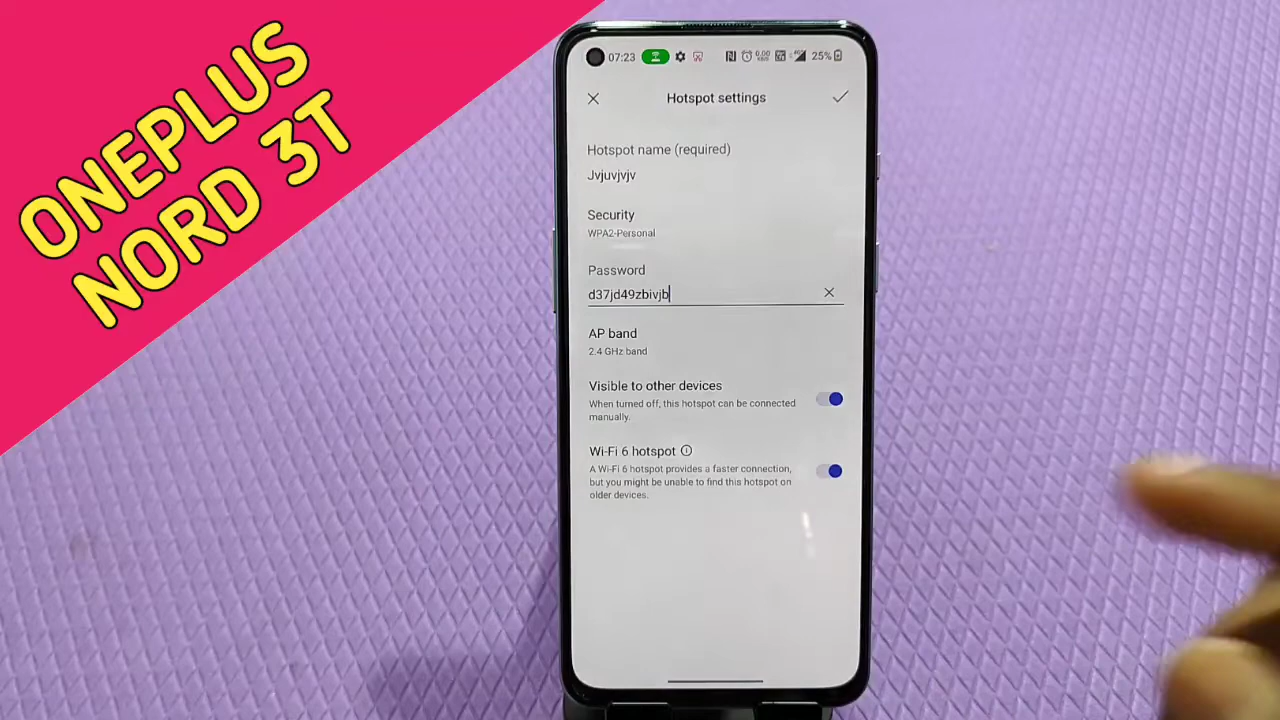 ONEPLUS
NORD 3T
07:23
25%
Hotspot settings
Hotspot name (required)
Jvjuvjvjv
Security
WPA2-Personal
Password
d37jd49zbivjb
AP band
2.4 GHz band
Visible to other devices
When turned off, this hotspot can be connected
manually.
Wi-Fi 6 hotspot
A Wi-Fi 6 hotspot provides a faster connection,
but you might be unable to find this hotspot on
older devices.